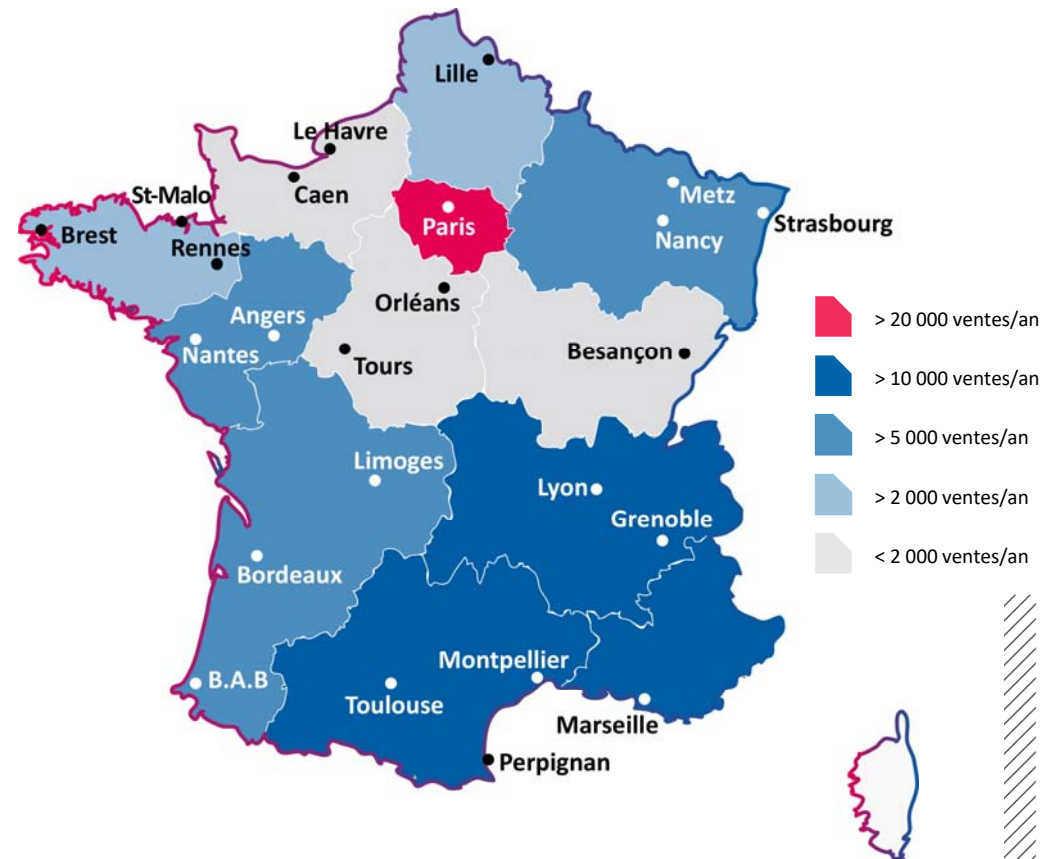 Lille
Le Havre
Caen
St-Malo
Metz
Paris
Strasbourg
Brest
Nancy
Rennes
Orléans
Angers
> 20 000 ventes/an
Nantes
Besançon
Tours
> 10 000 ventes/an
> 5 000 ventes/an
Limoges
Lyon
> 2 000 ventes/an
Grenoble
< 2 000 ventes/an
Bordeaux
Montpellier
B.A.B
Toulouse
Marseille
Perpignan